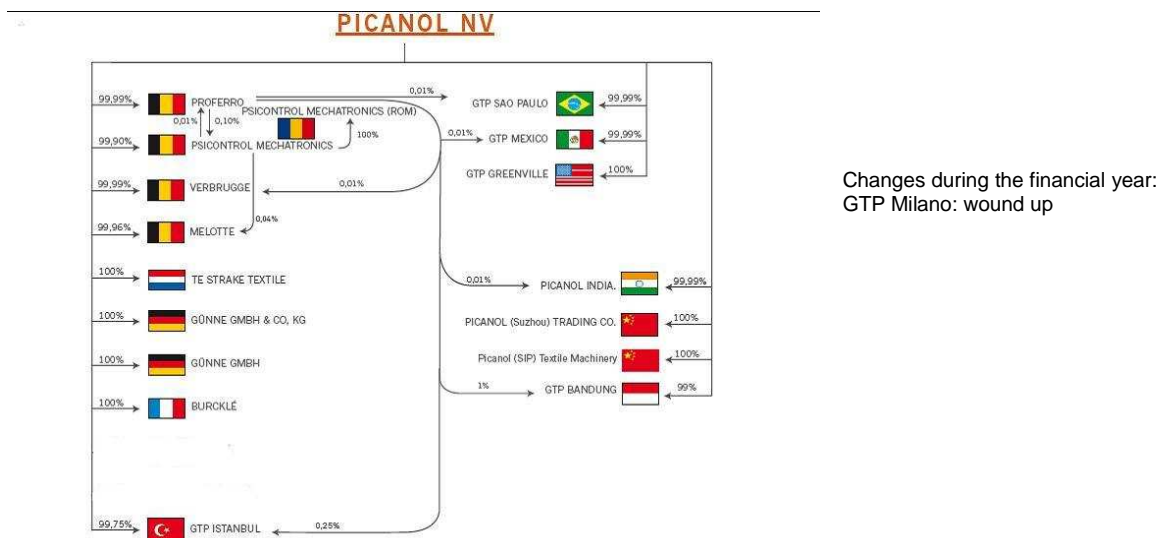 PICANOL NV
99,99% PROFERRO
0,01% 0,10%
PSICONTROL MECHATRONICS (ROM)
99,90% PSICONTROL MECHATRONICS 100%
99,99% VERBRUGGE 0,01%
0,04%
99,96% MELOTTE
100% TE STRAKE TEXTILE
100% GÜNNE GMBH & CO, KG
100% GÜNNE GMBH
100% BURCKLÉ
99,75% GTP ISTANBUL 0,25%
0,01% GTP SAO PAULO 99,99%
0,01% GTP MEXICO 99,99%
GTP GREENVILLE 100%
0,01% PICANOL INDIA. 99,99%
PICANOL (Suzhou) TRADING CO. 100%
Picanol (SIP) Textile Machinery 100%
1% GTP BANDUNG 99%
Changes during the financial year:
GTP Milano: wound up